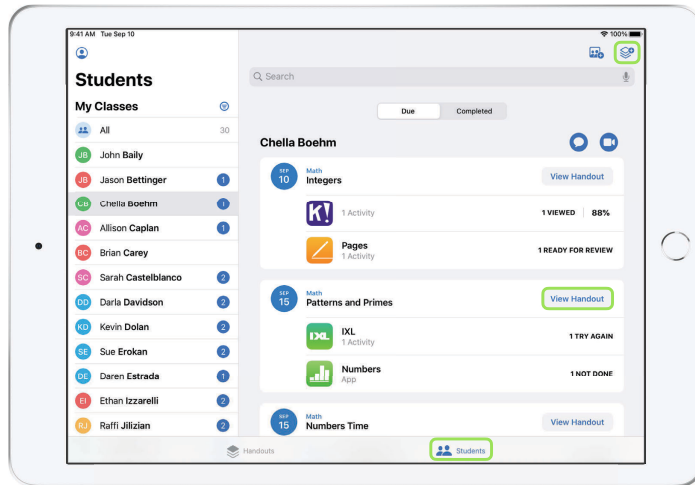 9:41 AM Tue Sep 10
100%
Students
My Classes
All 30
JB John Baily
JB Jason Bettinger 1
CB Chella Boehm 1
AC Allison Caplan 1
BC Brian Carey
SC Sarah Castelblanco 2
DD Darla Davidson 2
KD Kevin Dolan 2
SE Sue Erokan 2
DE Daren Estrada 1
EI Ethan Izzarelli 2
RJ Raffi Jilizian 2
Search
Due Completed
Chella Boehm
SEP
10
Math
Integers
View Handout
K!
1 Activity
1 VIEWED 88%
Pages
1 Activity
1 READY FOR REVIEW
SEP
15
Math
Patterns and Primes
View Handout
IXL
IXL
1 Activity
1 TRY AGAIN
Numbers
App
1 NOT DONE
SEP
15
Math
Numbers Time
View Handout
Handouts
Students